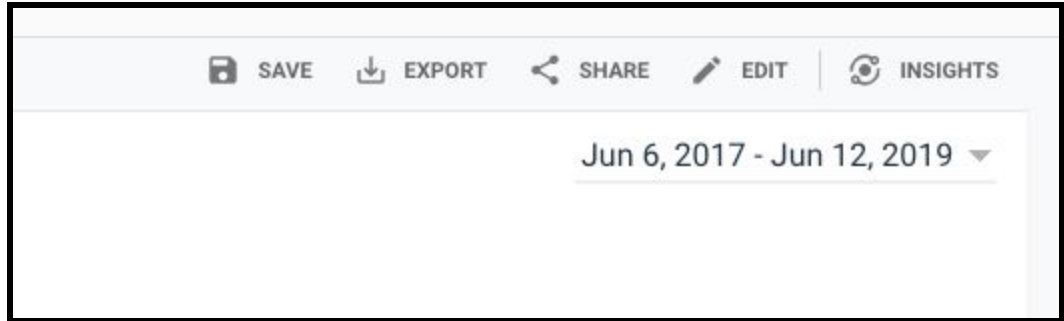 SAVE EXPORT SHARE EDIT INSIGHTS
Jun 6, 2017 - Jun 12, 2019